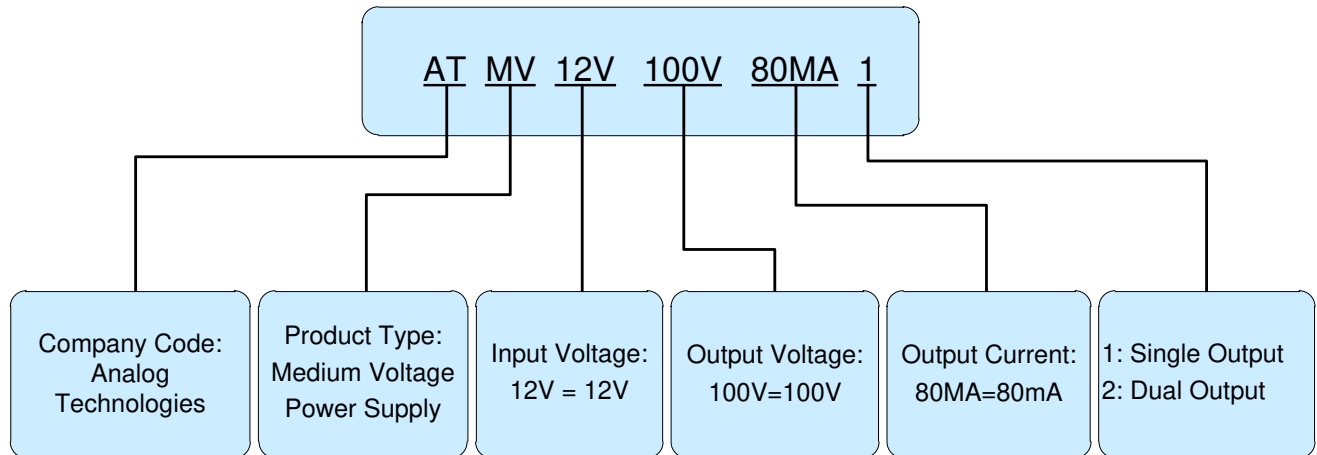 AT MV 12V 100V 80MA 1
Company Code:
Analog
Technologies
Product Type:
Medium Voltage
Power Supply
Input Voltage:
12V = 12V
Output Voltage:
100V=100V
Output Current:
80MA=80mA
1: Single Output
2: Dual Output